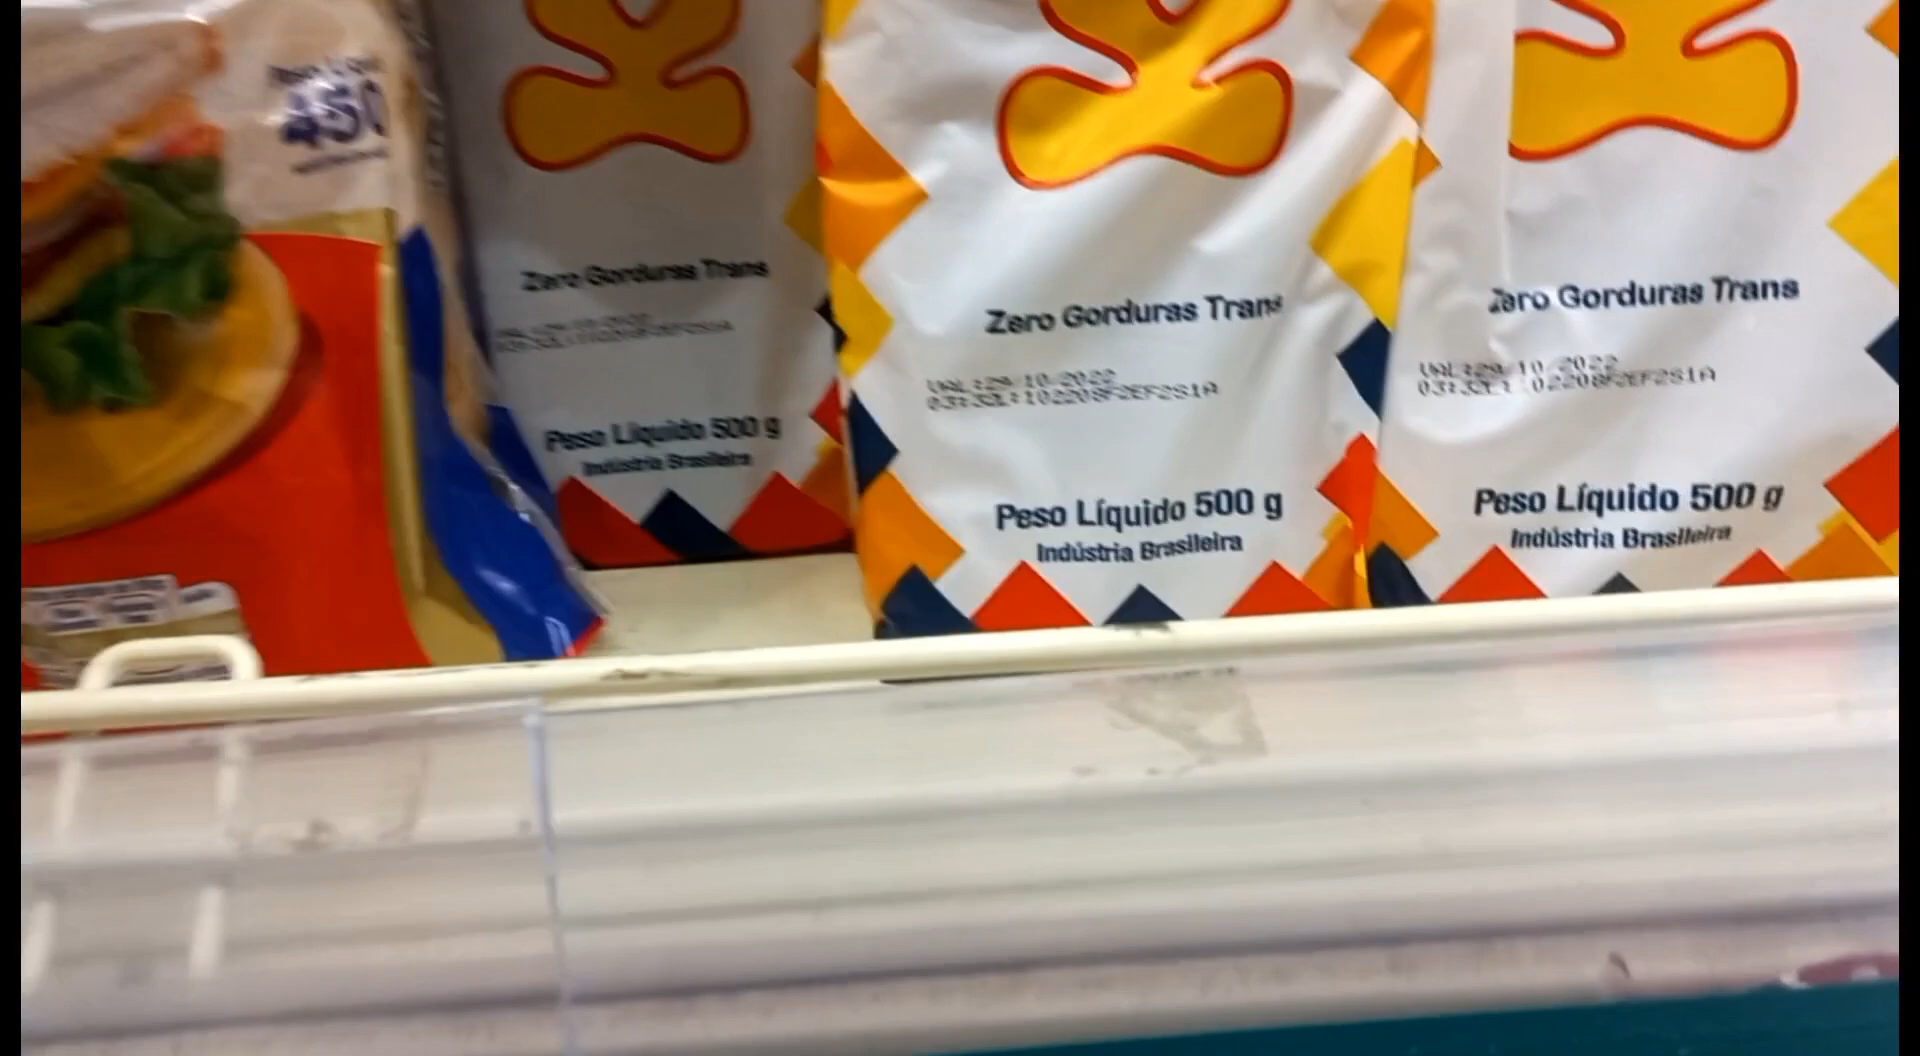 450
Zero Gorduras Trans
Peso Líquido 500 g
Indústria Brasileira
Zero Gorduras Trans
VAL:29/10/2022
Peso Líquido 500 g
Indústria Brasileira
Zero Gorduras Trans
VAL:29/10/2022
Peso Líquido 500 g
Indústria Brasileira